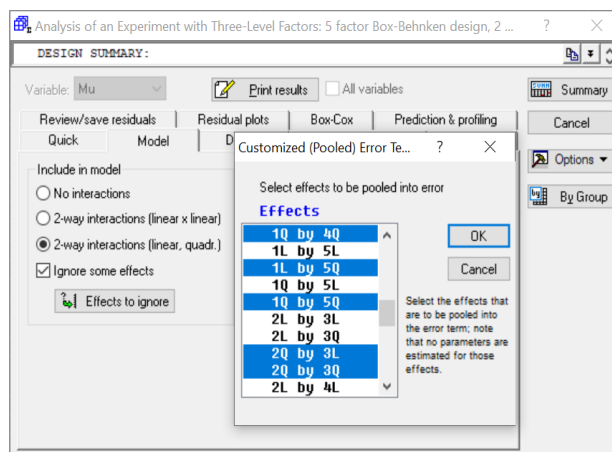 Analysis of an Experiment with Three-Level Factors: 5 factor Box-Behnken design, 2 ... ?
DESIGN SUMMARY:
Variable: Mu Print results All variables Summary
Review/save residuals Residual plots Box-Cox Prediction & profiling Cancel
Quick Model D
Customized (Pooled) Error Te... ?
Options
By Group
Include in model
No interactions
2-way interactions (linear x linear)
2-way interactions (linear, quadr.)
Ignore some effects
Effects to ignore
Select effects to be pooled into error
Effects
1Q by 4Q
1L by 5L
1L by 5Q
1Q by 5L
1Q by 5Q
2L by 3L
2L by 3Q
2Q by 3L
2Q by 3Q
2L by 4L
OK
Cancel
Select the effects that
are to be pooled into
the error term; note
that no parameters are
estimated for those
effects.